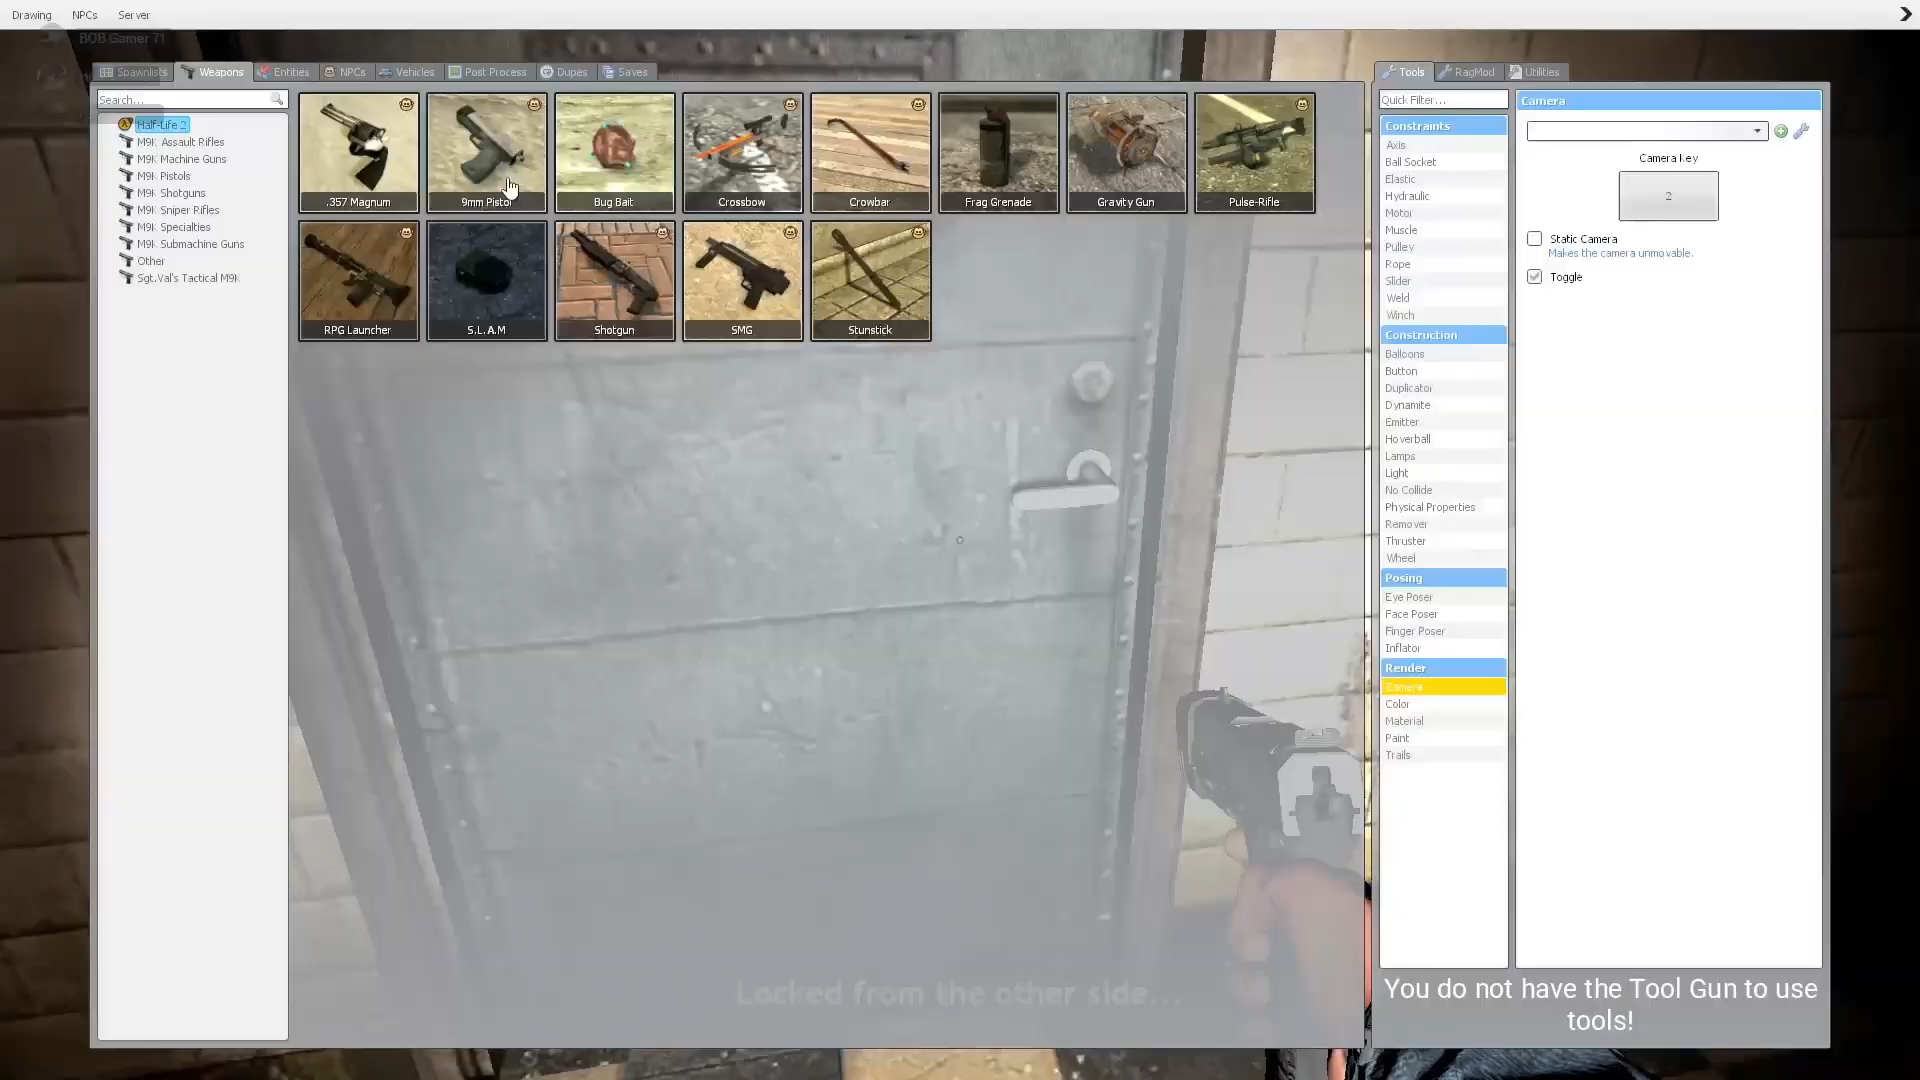 Drawing NPCs Server
BOB Gamer 71
Spawnlists Weapons Entities NPCs Vehicles Post Process Dupes Saves
Search...
Half-Life 2
M9K Assault Rifles
M9K Machine Guns
M9K Pistols
M9K Shotguns
M9K Sniper Rifles
M9K Specialties
M9K Submachine Guns
Other
Sgt.Val's Tactical M9K
.357 Magnum 9mm Pistol Bug Bait Crossbow Crowbar Frag Grenade Gravity Gun Pulse-Rifle
RPG Launcher S.L.A.M Shotgun SMG Stunstick
Locked from the other side...
Tools RagMod Utilities
Quick Filter...
Constraints
Axis
Ball Socket
Elastic
Hydraulic
Motor
Muscle
Pulley
Rope
Slider
Weld
Winch
Construction
Balloons
Button
Duplicator
Dynamite
Emitter
Hoverball
Lamps
Light
No Collide
Physical Properties
Remover
Thruster
Wheel
Posing
Eye Poser
Face Poser
Finger Poser
Inflator
Render
Camera
Color
Material
Paint
Trails
Camera
Camera Key
2
Static Camera
Makes the camera unmovable.
Toggle
You do not have the Tool Gun to use
tools!